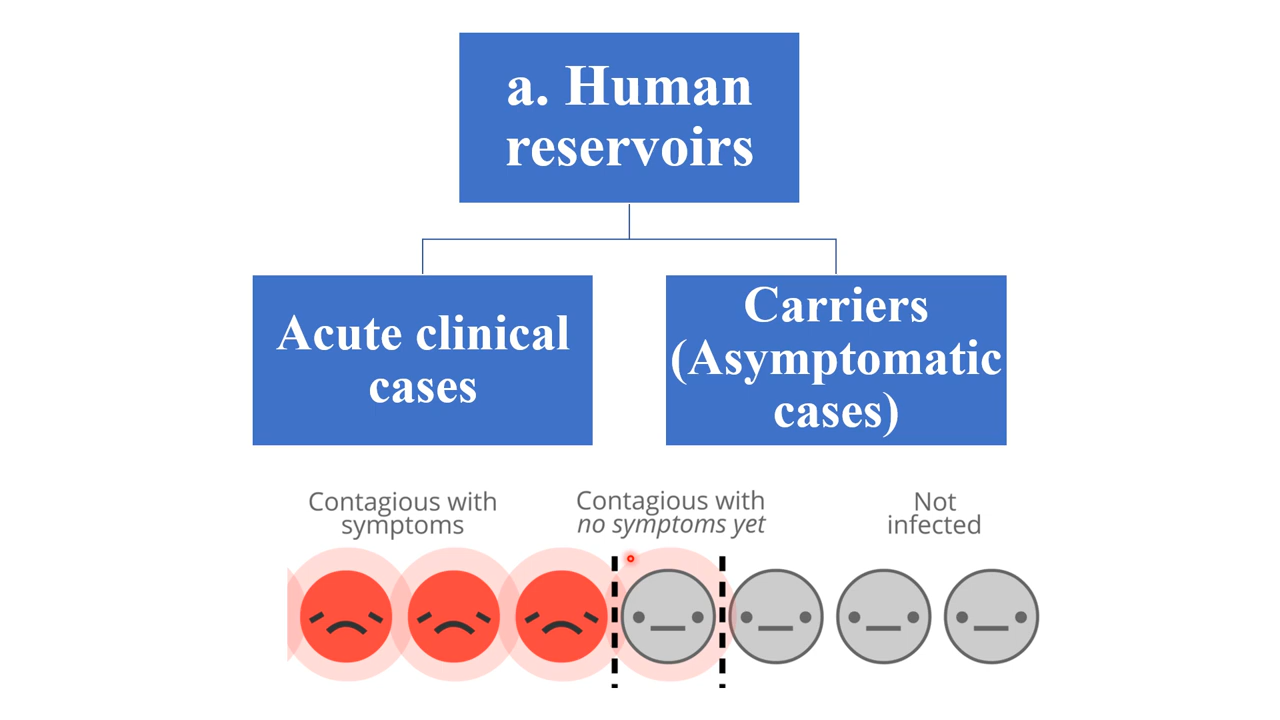 a. Human
reservoirs
Acute clinical
cases
Carriers
(Asymptomatic
cases)
Contagious with
symptoms
Contagious with
no symptoms yet
Not
infected